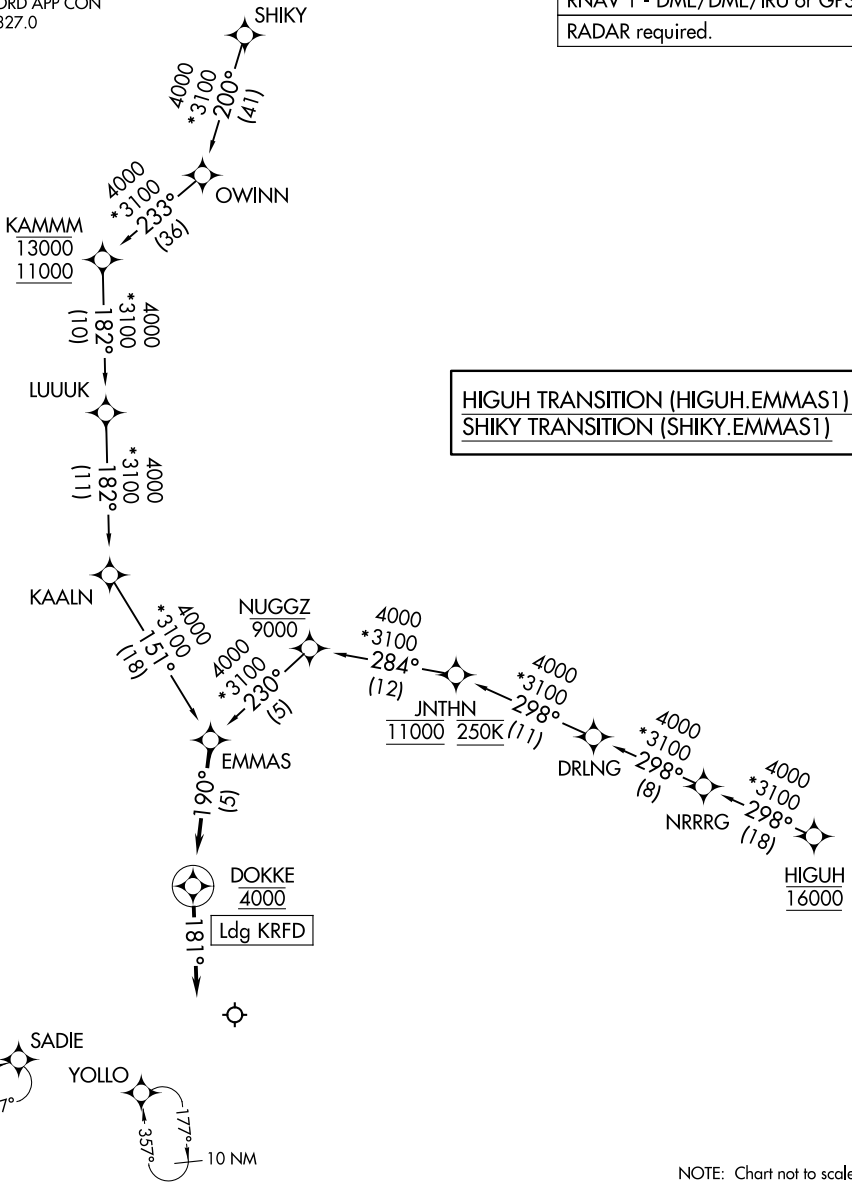 ORD APP CON
327.0
RNAV 1 - DME/DME/IRU or GPS
RADAR required.
SHIKY
4000
*3100
200°
(41)
OWINN
4000
*3100
233°
(36)
KAMMM
13000
11000
4000
*3100
182°
(10)
LUUUK
4000
*3100
182°
(11)
KAALN
HIGUH TRANSITION (HIGUH.EMMAS1)
SHIKY TRANSITION (SHIKY.EMMAS1)
4000
*3100
151°
(18)
NUGGZ
9000
4000
*3100
230°
(5)
4000
*3100
284°
(12)
JNTHN
11000 250K
4000
*3100
298°
(11)
DRLNG
4000
*3100
298°
(8)
NRRRG
4000
*3100
298°
(18)
HIGUH
16000
EMMAS
190°
(5)
DOKKE
4000
Ldg KRFD
181°
SADIE
7°
YOLLO
177°
357°
10 NM
NOTE: Chart not to scale